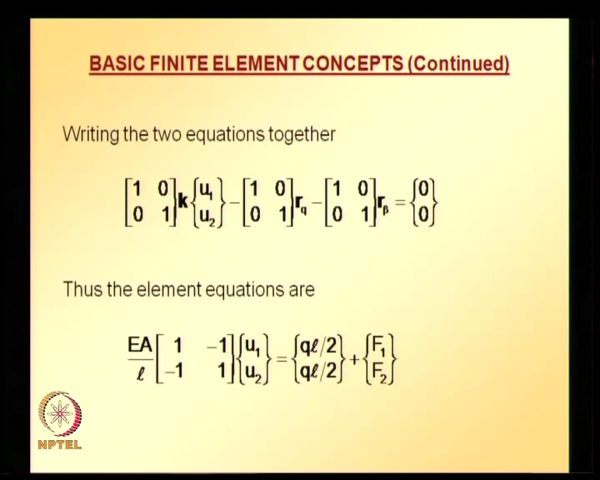 BASIC FINITE ELEMENT CONCEPTS (Continued)
Writing the two equations together
[1 0; 0 1] k {u₁; u₂} − [1 0; 0 1] r_q − [1 0; 0 1] r_β = {0; 0}
Thus the element equations are
EA/ℓ [1 −1; −1 1] {u₁; u₂} = {qℓ/2; qℓ/2} + {F₁; F₂}
NPTEL